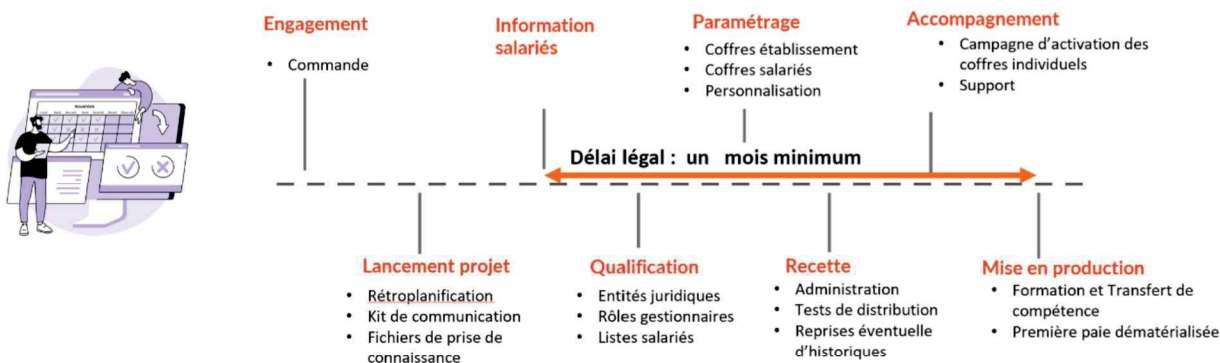 Engagement
• Commande
Information
salariés
Paramétrage
• Coffres établissement
• Coffres salariés
• Personnalisation
Accompagnement
• Campagne d'activation des
coffres individuels
• Support
Délai légal : un mois minimum
Lancement projet
• Rétroplanification
• Kit de communication
• Fichiers de prise de
connaissance
Qualification
• Entités juridiques
• Rôles gestionnaires
• Listes salariés
Recette
• Administration
• Tests de distribution
• Reprises éventuelle
d'historiques
Mise en production
• Formation et Transfert de
compétence
• Première paie dématérialisée